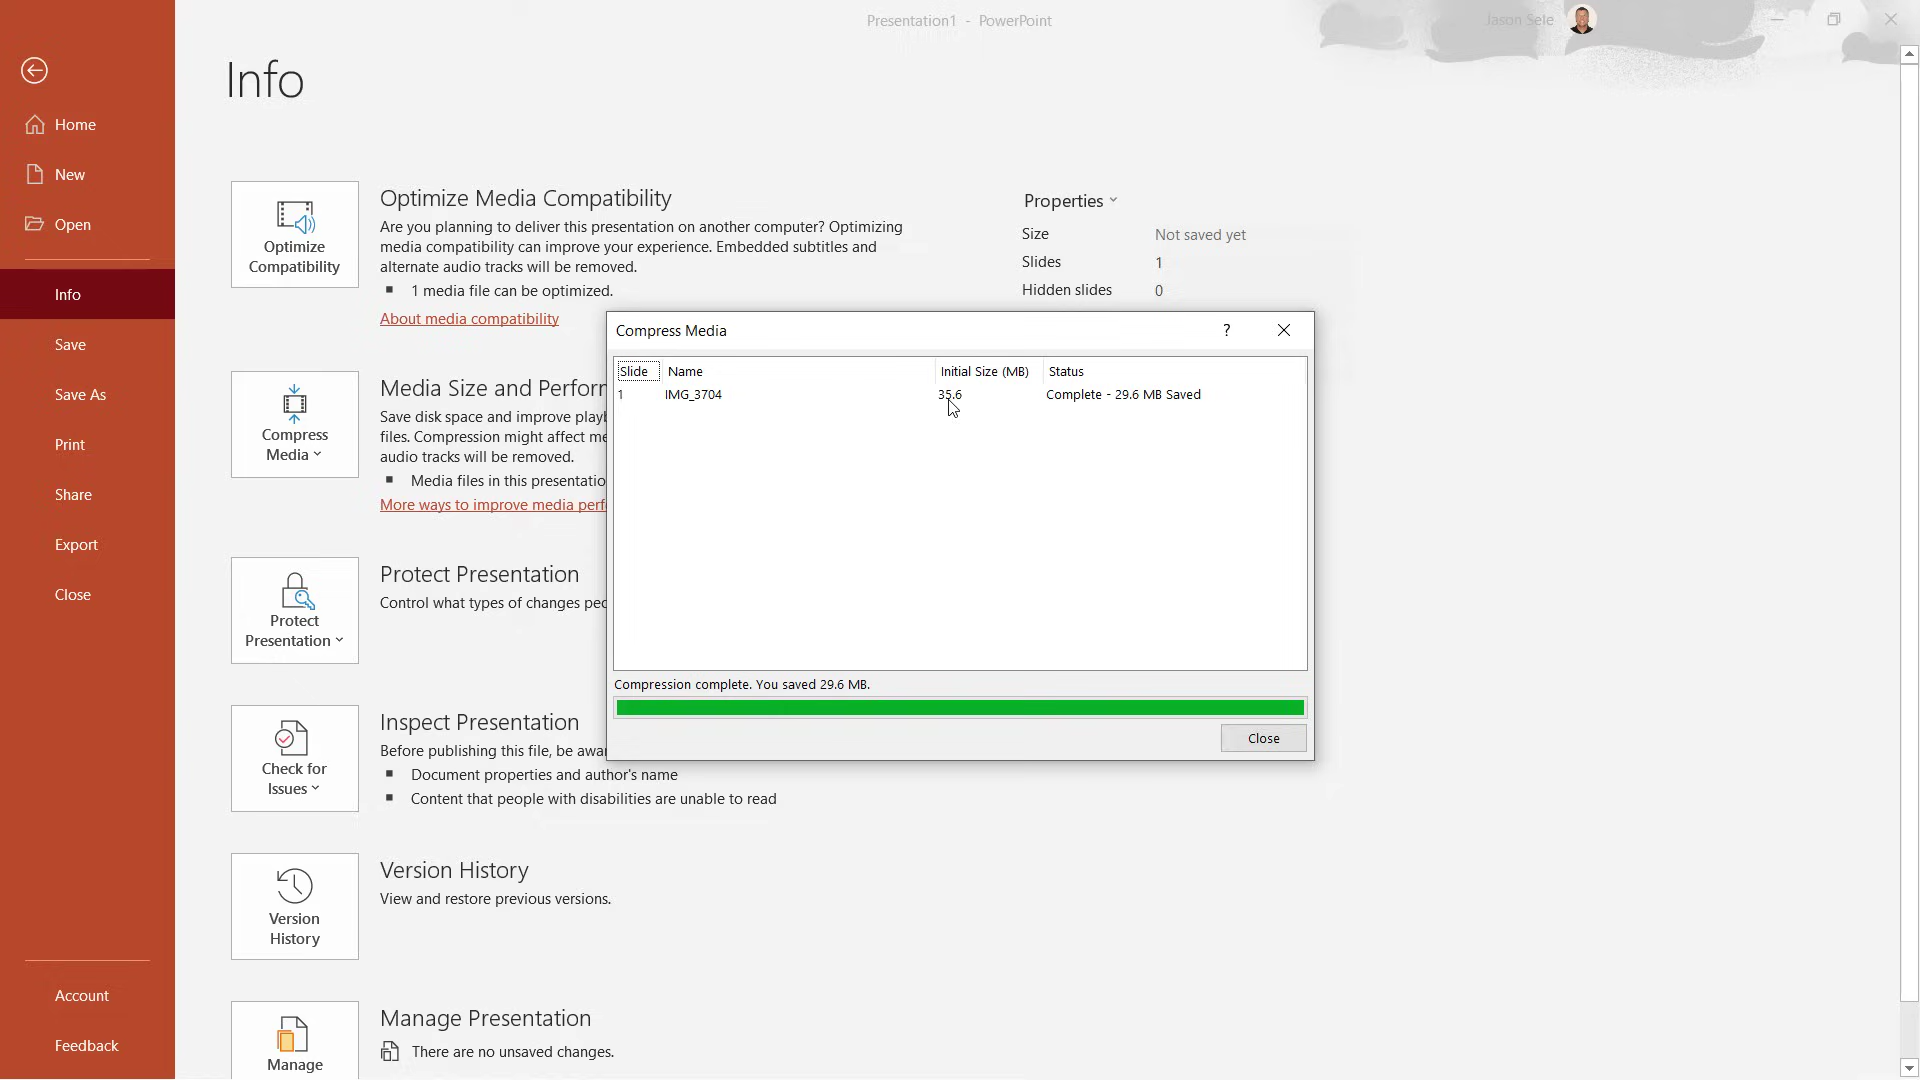 Presentation1 - PowerPoint
Jason Sele
Info
Home
New
Open
Info
Save
Save As
Print
Share
Export
Close
Account
Feedback
Optimize
Compatibility
Optimize Media Compatibility
Are you planning to deliver this presentation on another computer? Optimizing
media compatibility can improve your experience. Embedded subtitles and
alternate audio tracks will be removed.
1 media file can be optimized.
About media compatibility
Properties
Size Not saved yet
Slides 1
Hidden slides 0
Compress
Media
Media Size and Perform
Save disk space and improve play
files. Compression might affect me
audio tracks will be removed.
Media files in this presentatio
More ways to improve media perf
Compress Media
?
Slide Name Initial Size (MB) Status
1 IMG_3704 35.6 Complete - 29.6 MB Saved
Compression complete. You saved 29.6 MB.
Close
Protect
Presentation
Protect Presentation
Control what types of changes peo
Check for
Issues
Inspect Presentation
Before publishing this file, be awa
Document properties and author's name
Content that people with disabilities are unable to read
Version
History
Version History
View and restore previous versions.
Manage
Manage Presentation
There are no unsaved changes.